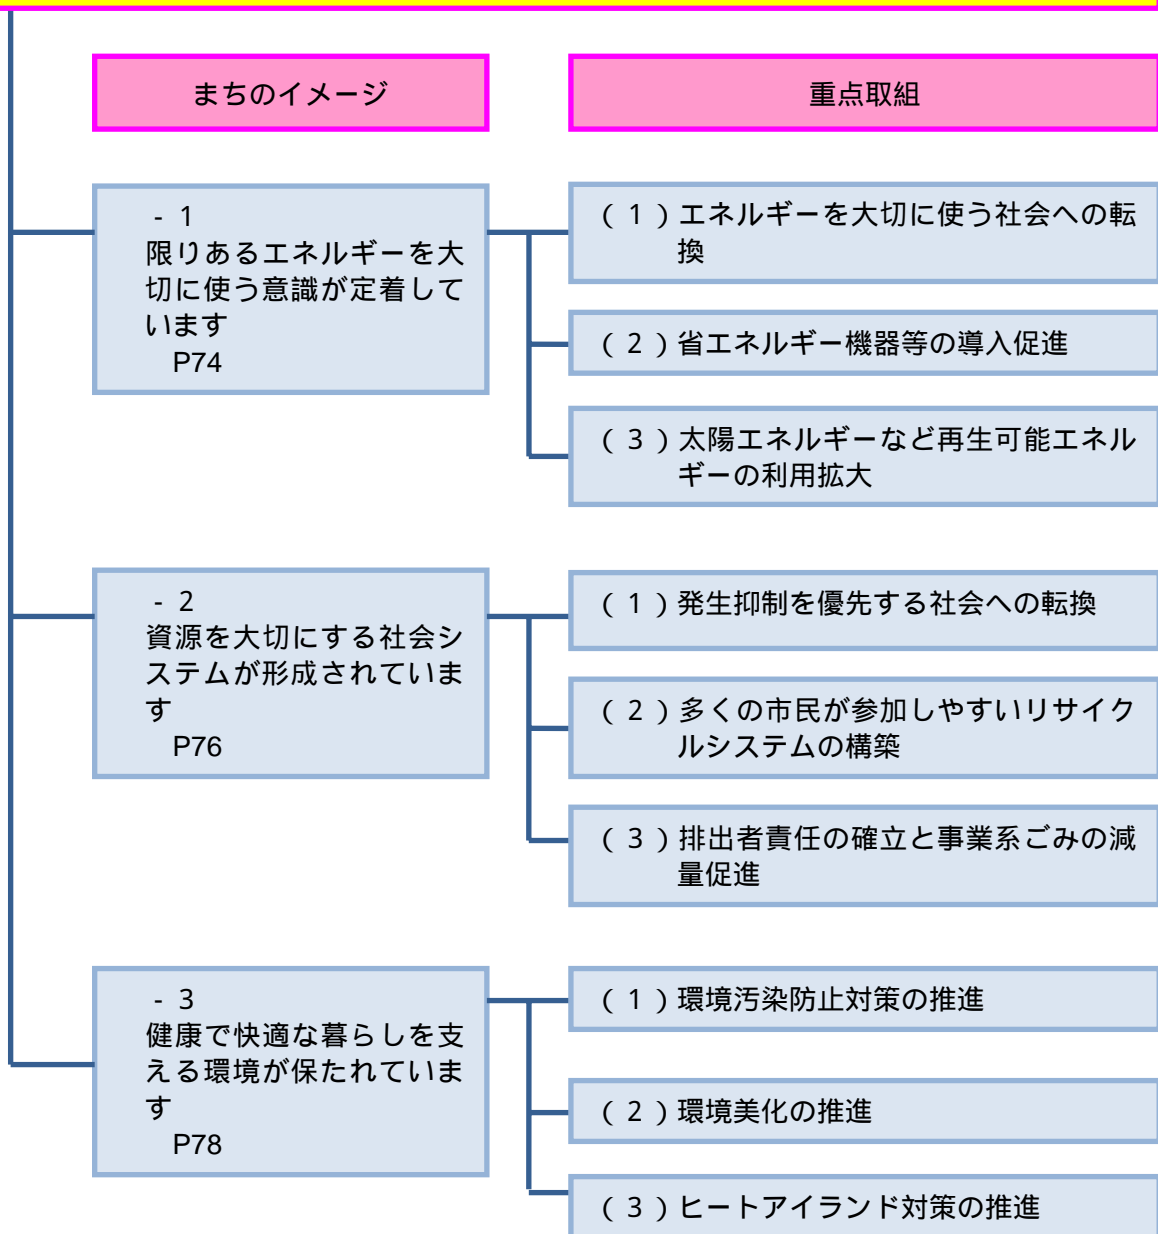 まちのイメージ
重点取組
- 1
限りあるエネルギーを大
切に使う意識が定着して
います
P74
(1)エネルギーを大切に使う社会への転
換
(2)省エネルギー機器等の導入促進
(3)太陽エネルギーなど再生可能エネル
ギーの利用拡大
- 2
資源を大切にする社会シ
ステムが形成されていま
す
P76
(1)発生抑制を優先する社会への転換
(2)多くの市民が参加しやすいリサイク
ルシステムの構築
(3)排出者責任の確立と事業系ごみの減
量促進
- 3
健康で快適な暮らしを支
える環境が保たれていま
す
P78
(1)環境汚染防止対策の推進
(2)環境美化の推進
(3)ヒートアイランド対策の推進